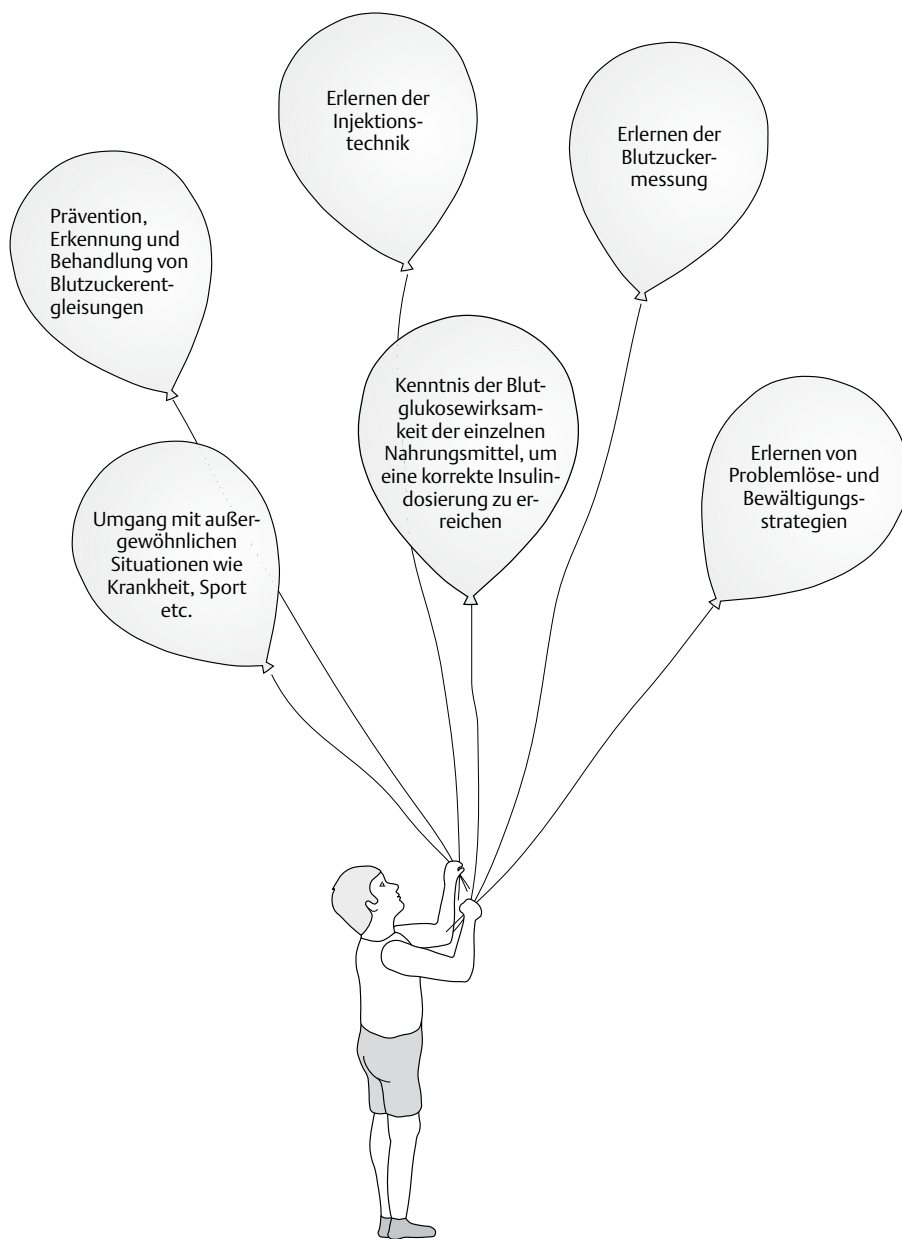 Erlernen der
Injektions-
technik
Erlernen der
Blutzucker-
messung
Prävention,
Erkennung und
Behandlung von
Blutzuckerent-
gleisungen
Kenntnis der Blut-
glukosewirksam-
keit der einzelnen
Nahrungsmittel, um
eine korrekte Insulin-
dosierung zu er-
reichen
Erlernen von
Problemlöse- und
Bewältigungs-
strategien
Umgang mit außer-
gewöhnlichen
Situationen wie
Krankheit, Sport
etc.